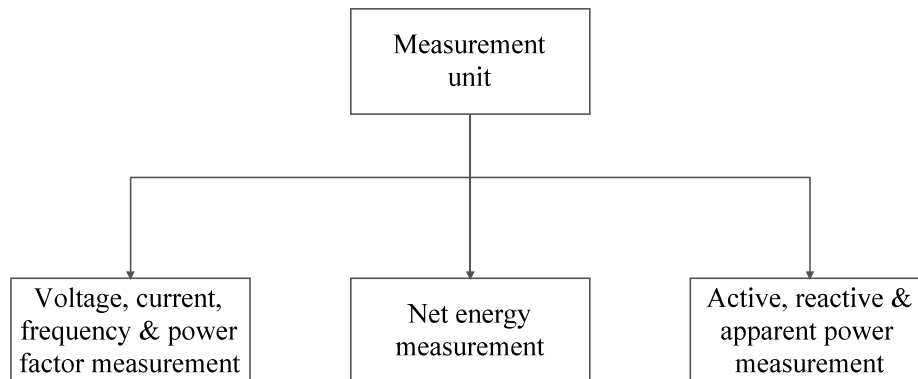 Measurement
unit
Voltage, current,
frequency & power
factor measurement
Net energy
measurement
Active, reactive &
apparent power
measurement